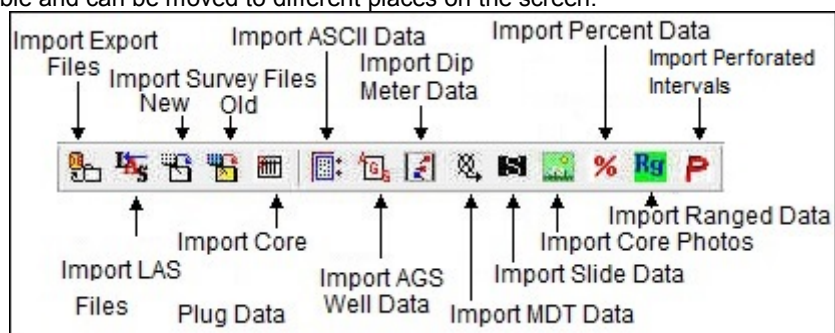 ble and can be moved to different places on the screen.
Import Export
Files
Import Survey Files
New Old
Import ASCII Data
Import Dip
Meter Data
Import Percent Data
Import Perforated
Intervals
LAS
AGS
%
Rg
P
Import LAS
Files
Import Core
Plug Data
Import AGS
Well Data
Import MDT Data
Import Slide Data
Import Core Photos
Import Ranged Data